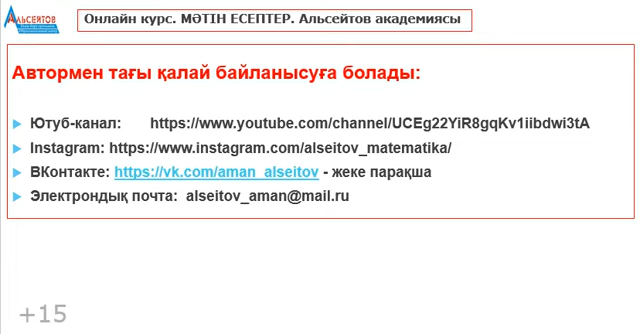 АЛЬСЕЙТОВ
Онлайн курс. МӘТІН ЕСЕПТЕР. Альсейтов академиясы
Автормен тағы қалай байланысуға болады:
Ютуб-канал: https://www.youtube.com/channel/UCEg22YiR8gqKv1iibdwi3tA
Instagram: https://www.instagram.com/alseitov_matematika/
ВКонтакте: https://vk.com/aman_alseitov - жеке парақша
Электрондық почта: alseitov_aman@mail.ru
+15